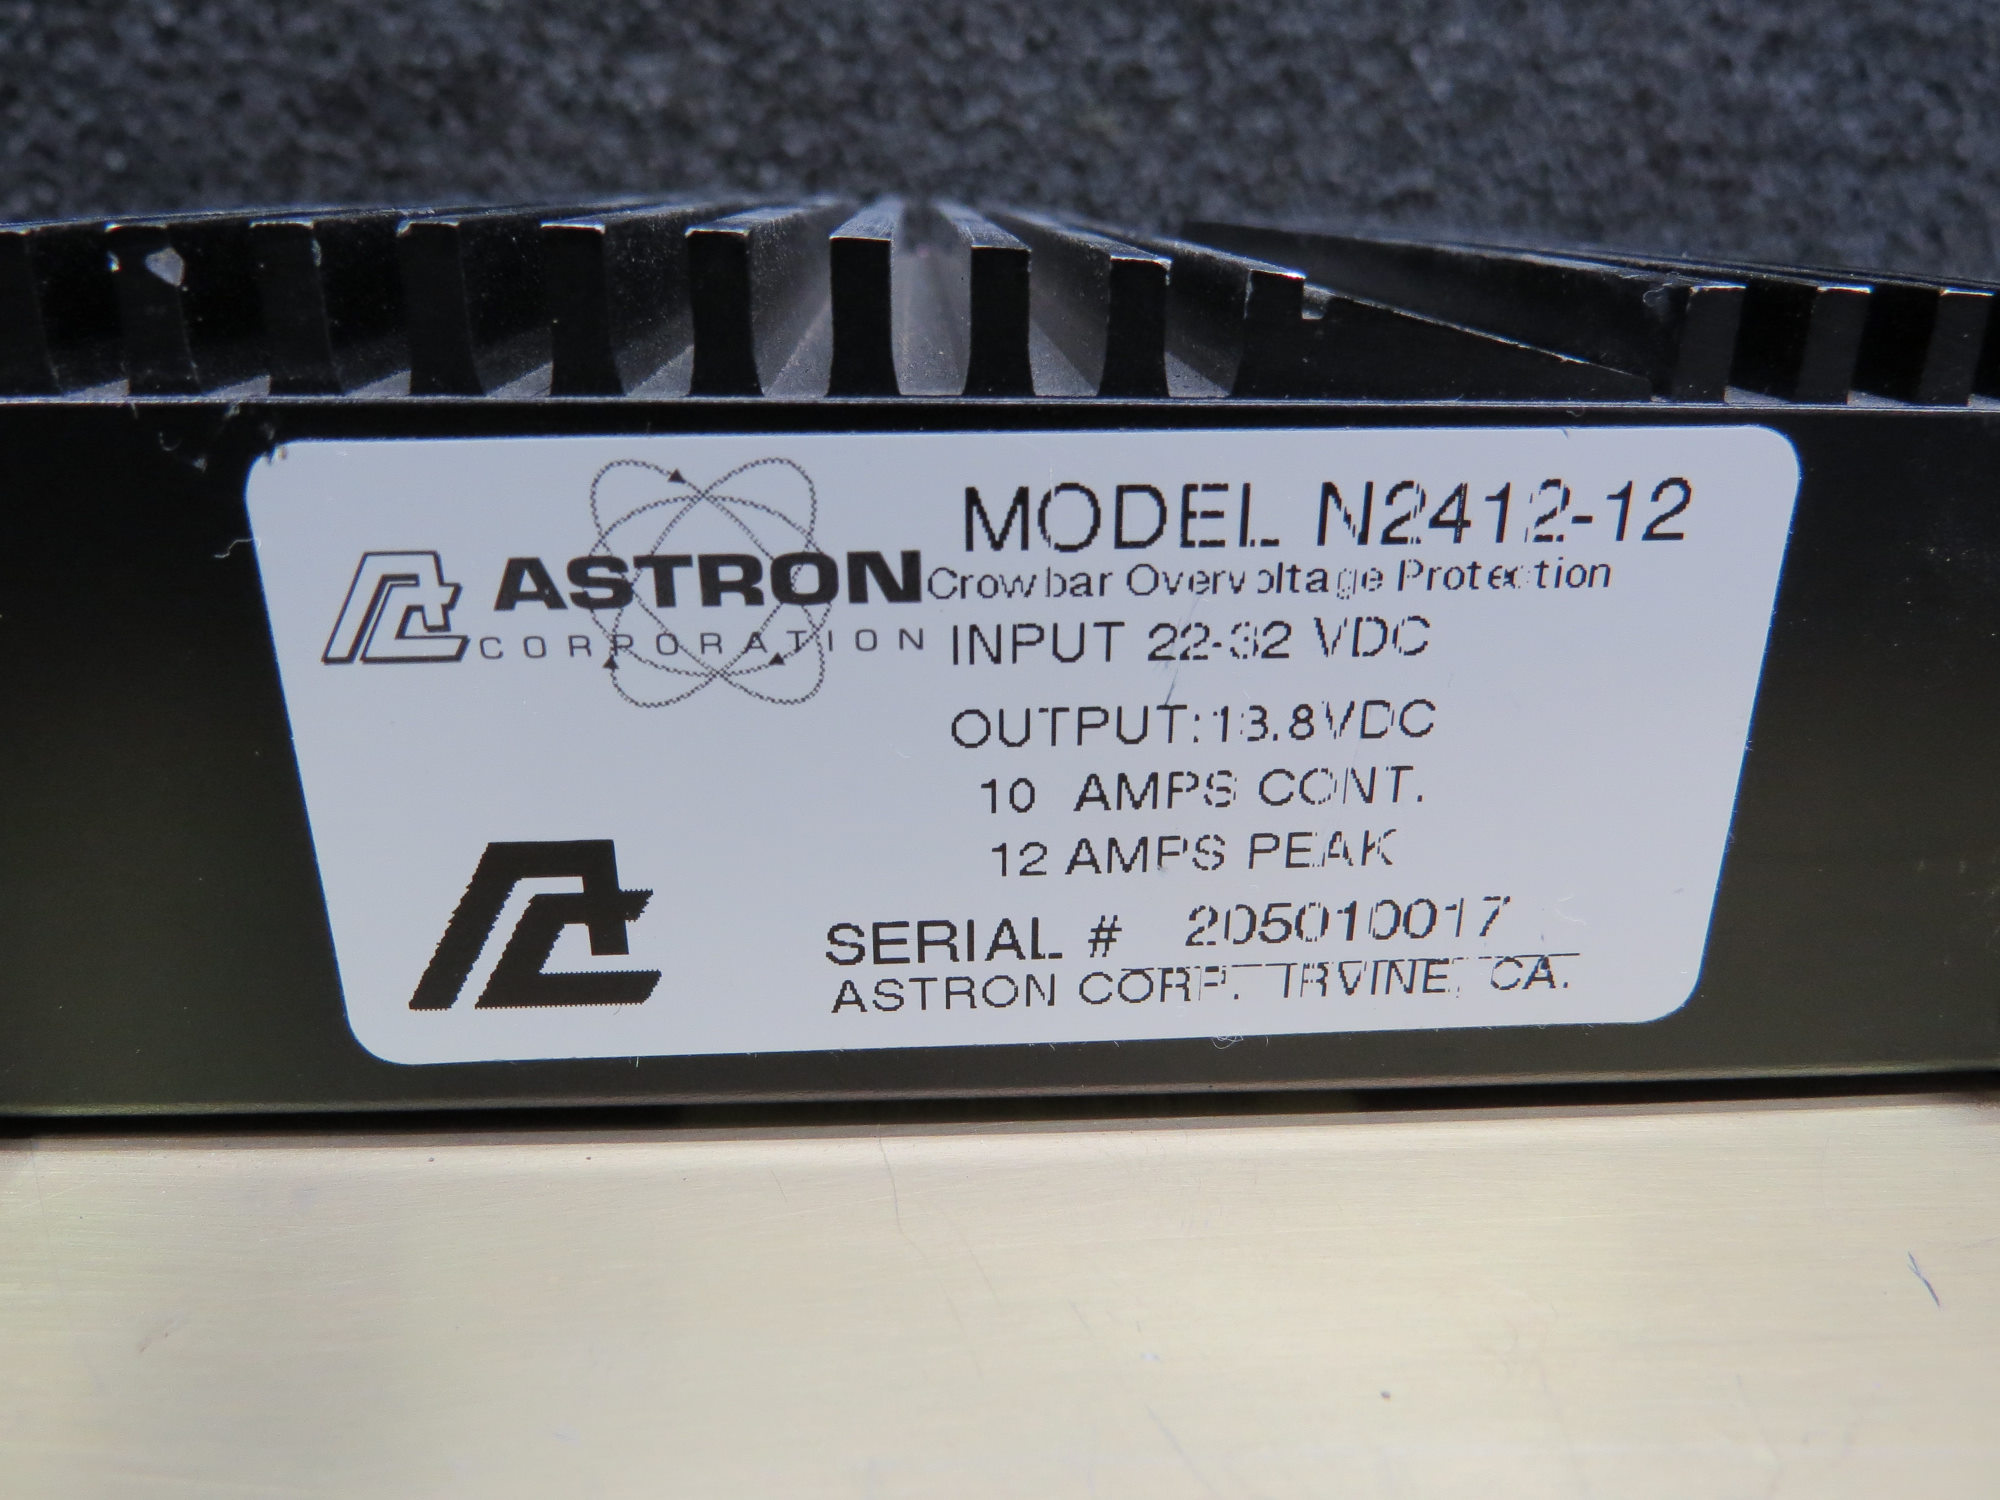 ASTRON
CORPORATION
MODEL N2412-12
Crowbar Overvoltage Protection
INPUT 22-32 VDC
OUTPUT:13.8VDC
10 AMPS CONT.
12 AMPS PEAK
SERIAL # 205010017
ASTRON CORP. IRVINE, CA.